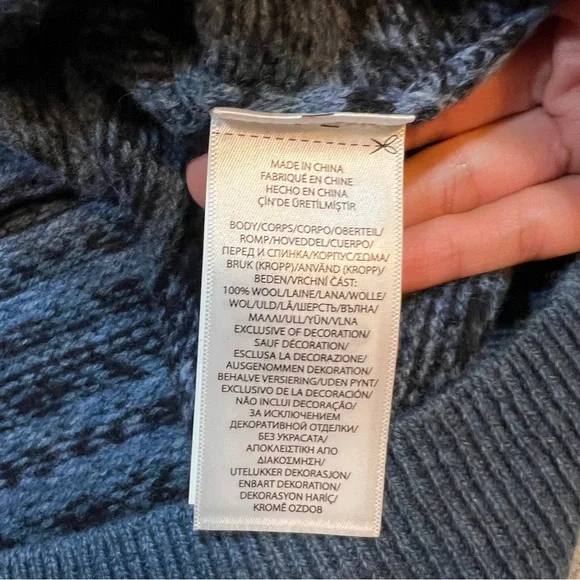 MADE IN CHINA
FABRIQUÉ EN CHINE
HECHO EN CHINA
ÇİN'DE ÜRETİLMİŞTİR
BODY/CORPS/CORPO/OBERTEIL/
ROMP/HOVEDDEL/CUERPO/
ПЕРЕД И СПИНКА/КОРПУС/ΣΩΜΑ/
BRUK (KROPP)/ANVÄND (KROPP)/
BEDEN/VRCHNÍ ČÁST:
100% WOOL/LAINE/LANA/WOLLE/
WOL/ULD/LÃ/ШЕРСТЬ/ВЪЛНА/
ΜΑΛΛΙ/ULL/YÜN/VLNA
EXCLUSIVE OF DECORATION/
SAUF DÉCORATION/
ESCLUSA LA DECORAZIONE/
AUSGENOMMEN DEKORATION/
BEHALVE VERSIERING/UDEN PYNT/
EXCLUSIVO DE LA DECORACIÓN/
NÃO INCLUI DECORAÇÃO/
ЗА ИСКЛЮЧЕНИЕМ
ДЕКОРАТИВНОЙ ОТДЕЛКИ/
БЕЗ УКРАСАТА/
ΑΠΟΚΛΕΙΣΤΙΚΗ ΑΠΟ
ΔΙΑΚΟΣΜΗΣΗ/
UTELUKKER DEKORASJON/
ENBART DEKORATION/
DEKORASYON HARİÇ/
KROMĚ OZDOB